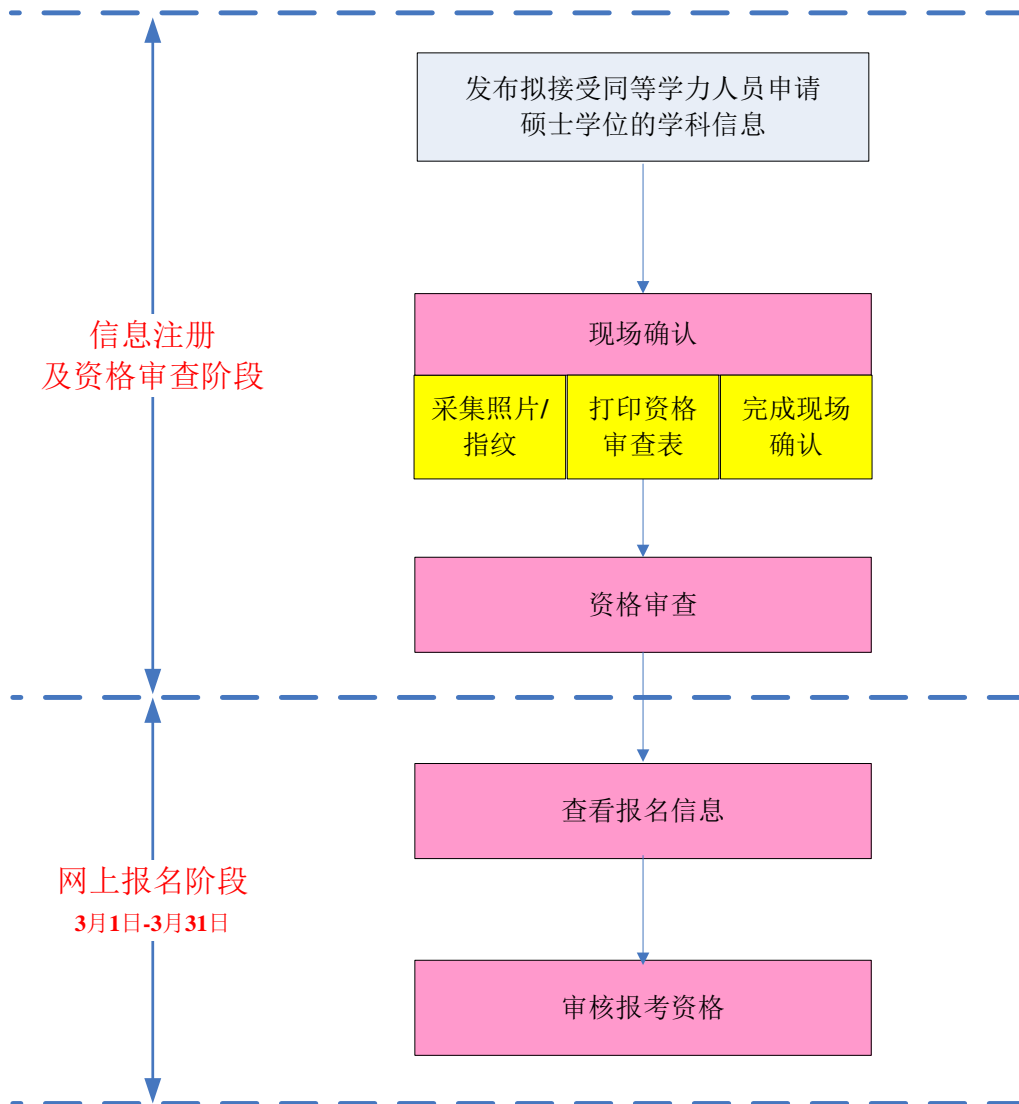 发布拟接受同等学力人员申请
硕士学位的学科信息
信息注册
及资格审查阶段
现场确认
采集照片/
指纹
打印资格
审查表
完成现场
确认
资格审查
网上报名阶段
3月1日-3月31日
查看报名信息
审核报考资格